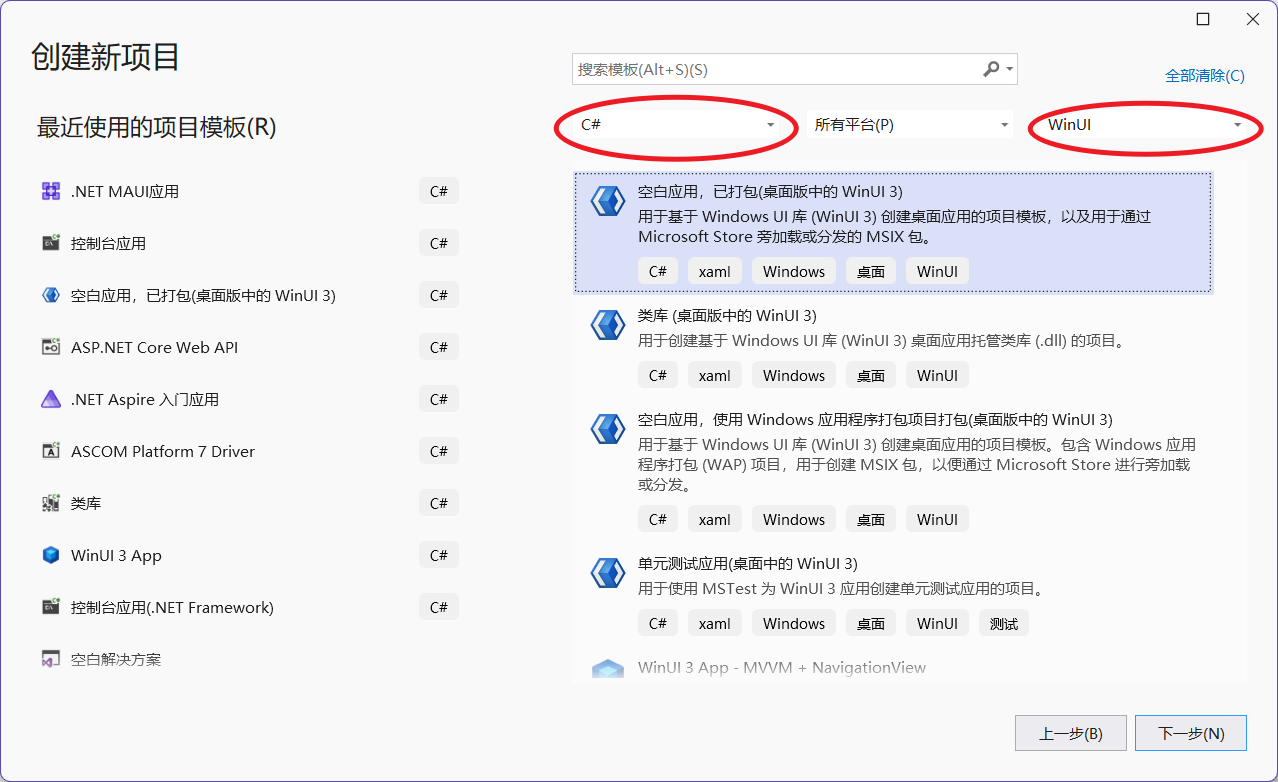 创建新项目
搜索模板(Alt+S)(S)
全部清除(C)
C#
所有平台(P)
WinUI
最近使用的项目模板(R)
.NET MAUI应用
C#
控制台应用
C#
空白应用，已打包(桌面版中的 WinUI 3)
C#
ASP.NET Core Web API
C#
.NET Aspire 入门应用
C#
ASCOM Platform 7 Driver
C#
类库
C#
WinUI 3 App
C#
控制台应用(.NET Framework)
C#
空白解决方案
空白应用，已打包(桌面版中的 WinUI 3)
用于基于 Windows UI 库 (WinUI 3) 创建桌面应用的项目模板，以及用于通过
Microsoft Store 旁加载或分发的 MSIX 包。
C# xaml Windows 桌面 WinUI
类库 (桌面版中的 WinUI 3)
用于创建基于 Windows UI 库 (WinUI 3) 桌面应用托管类库 (.dll) 的项目。
C# xaml Windows 桌面 WinUI
空白应用，使用 Windows 应用程序打包项目打包(桌面版中的 WinUI 3)
用于基于 Windows UI 库 (WinUI 3) 创建桌面应用的项目模板。包含 Windows 应用
程序打包 (WAP) 项目，用于创建 MSIX 包，以便通过 Microsoft Store 进行旁加载
或分发。
C# xaml Windows 桌面 WinUI
单元测试应用(桌面中的 WinUI 3)
用于使用 MSTest 为 WinUI 3 应用创建单元测试应用的项目。
C# xaml Windows 桌面 WinUI 测试
WinUI 3 App - MVVM + NavigationView
上一步(B)
下一步(N)